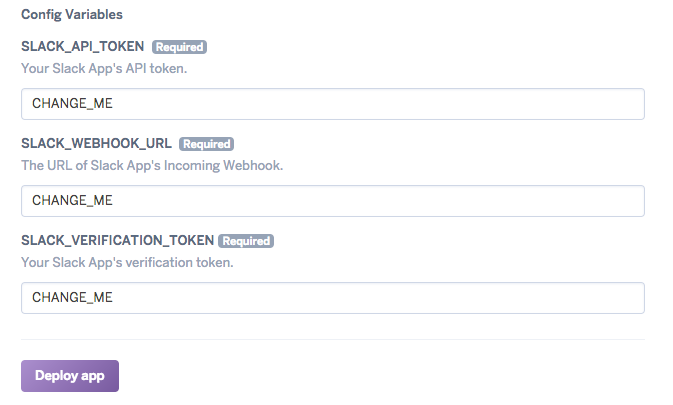 Config Variables
SLACK_API_TOKEN Required
Your Slack App's API token.
CHANGE_ME
SLACK_WEBHOOK_URL Required
The URL of Slack App's Incoming Webhook.
CHANGE_ME
SLACK_VERIFICATION_TOKEN Required
Your Slack App's verification token.
CHANGE_ME
Deploy app